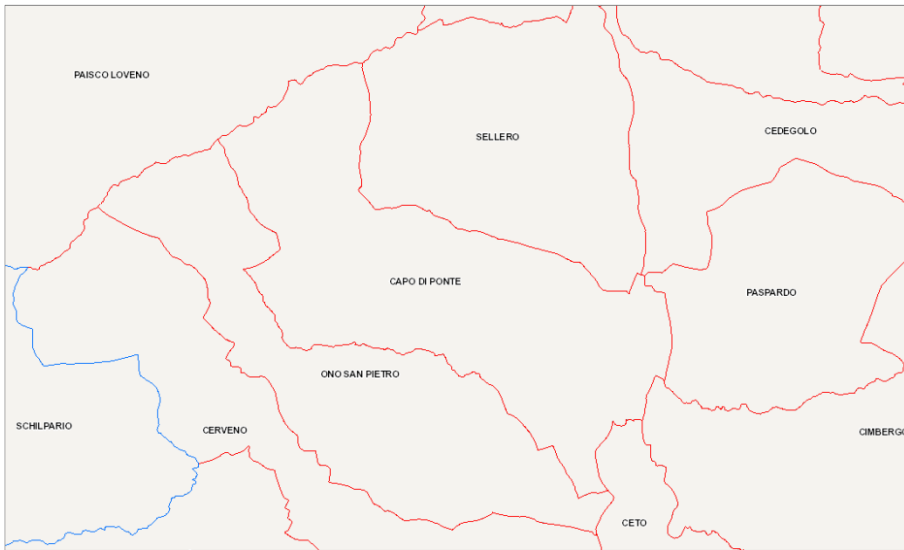 PAISCO LOVENO
SELLERO
CEDEGOLO
CAPO DI PONTE
PASPARDO
ONO SAN PIETRO
SCHILPARIO
CERVENO
CIMBERGO
CETO